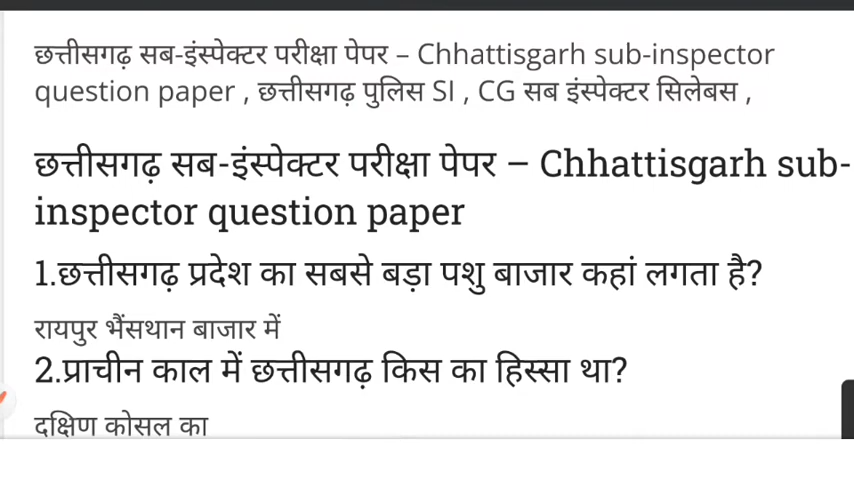 छत्तीसगढ़ सब-इंस्पेक्टर परीक्षा पेपर – Chhattisgarh sub-inspector
question paper , छत्तीसगढ़ पुलिस SI , CG सब इंस्पेक्टर सिलेबस ,
छत्तीसगढ़ सब-इंस्पेक्टर परीक्षा पेपर – Chhattisgarh sub-
inspector question paper
1.छत्तीसगढ़ प्रदेश का सबसे बड़ा पशु बाजार कहां लगता है?
रायपुर भैंसथान बाजार में
2.प्राचीन काल में छत्तीसगढ़ किस का हिस्सा था?
दक्षिण कोसल का